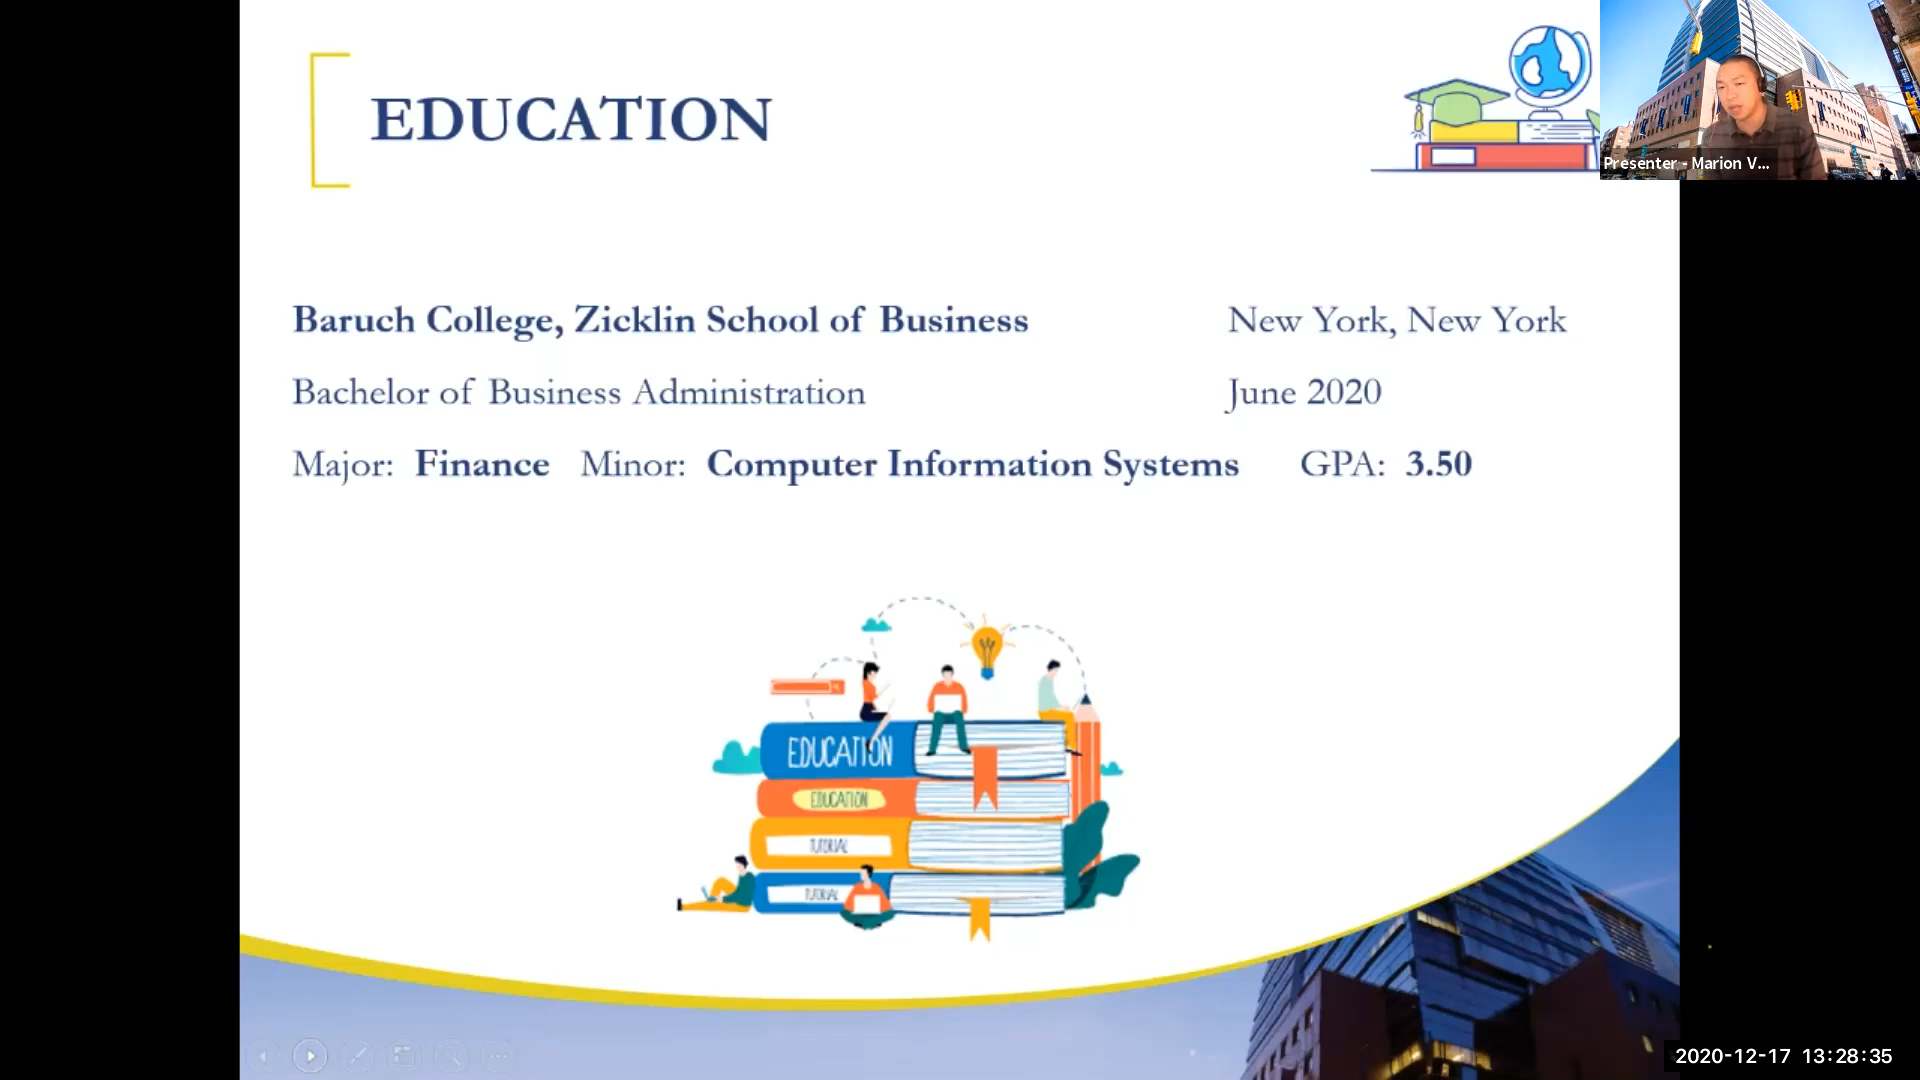 EDUCATION
Presenter - Marion V...
Baruch College, Zicklin School of Business New York, New York
Bachelor of Business Administration June 2020
Major: Finance Minor: Computer Information Systems GPA: 3.50
EDUCATION
EDUCATION
TUTORIAL
TUTORIAL
2020-12-17 13:28:35